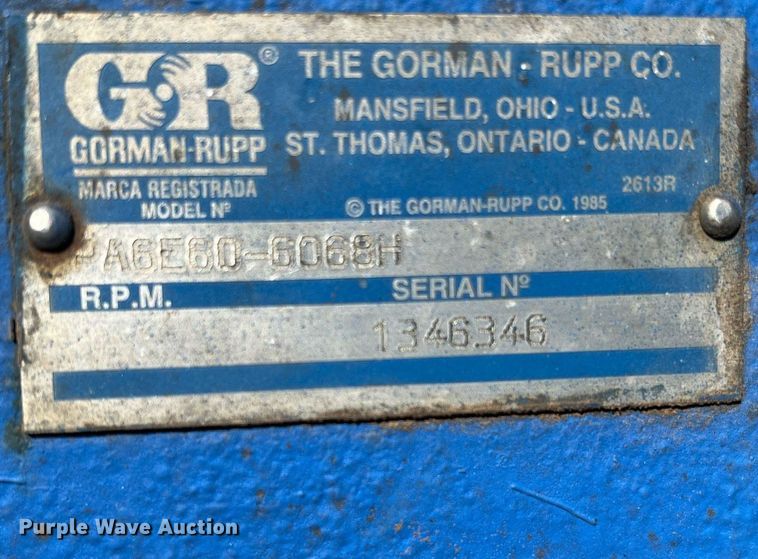 GR®
GORMAN-RUPP
MARCA REGISTRADA
MODEL Nº
THE GORMAN-RUPP CO.
MANSFIELD, OHIO - U.S.A.
ST. THOMAS, ONTARIO - CANADA
2613R
© THE GORMAN-RUPP CO. 1985
PA6E60-6068H
R.P.M. SERIAL Nº
1346346
Purple Wave Auction